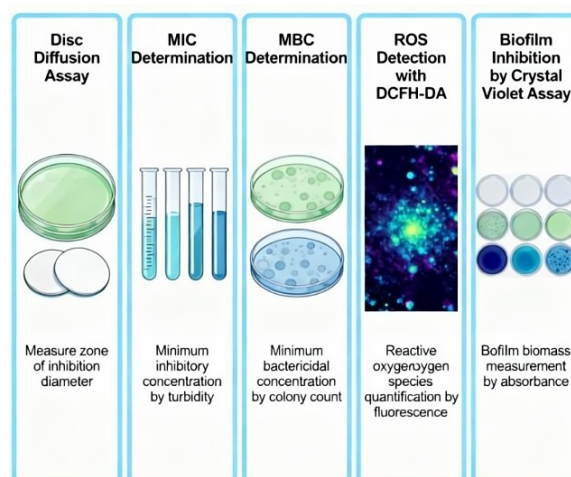 Disc
Diffusion
Assay
Measure zone
of inhibition
diameter
MIC
Determination
Minimum
inhibitory
concentration
by turbidity
MBC
Determination
Minimum
bactericidal
concentration
by colony count
ROS
Detection
with
DCFH-DA
Reactive
oxygenoygen
species
quantification by
fluorescence
Biofilm
Inhibition
by Crystal
Violet Assay
Bofilm biomass
measurement
by absorbance